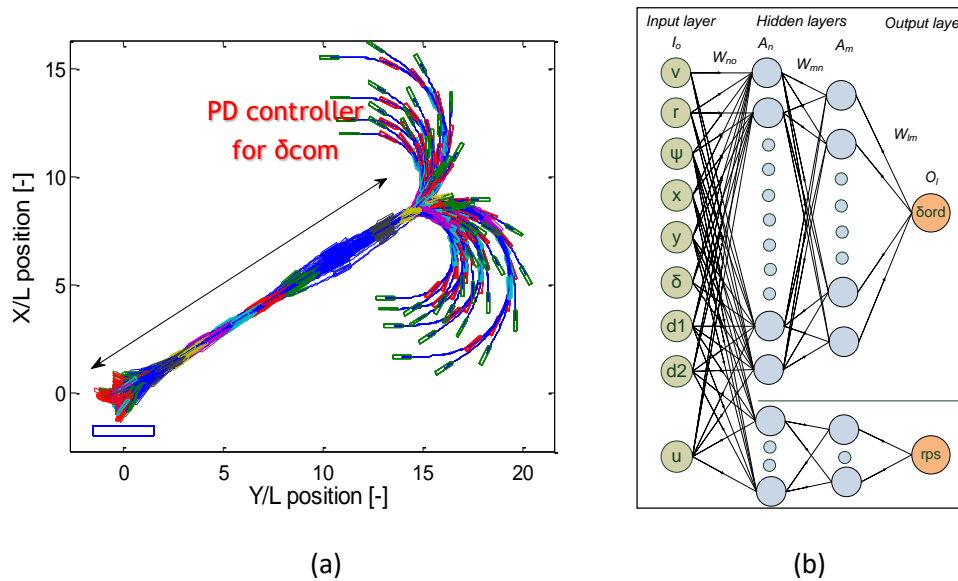 PD controller
for δcom
15
10
5
0
0
5
10
15
20
X/L position [-]
Y/L position [-]
(a)
Input layer
Hidden layers
Output laye
Io
Wno
An
Wmn
Am
Wlm
Ol
v
r
ψ
x
y
δ
d1
d2
u
δord
rps
(b)